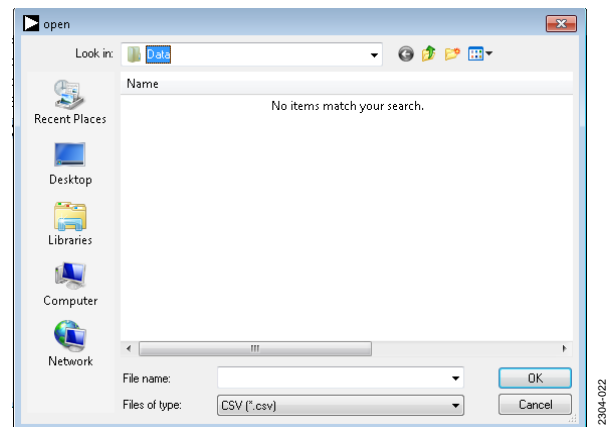 open
Look in:
Data
Name
No items match your search.
Recent Places
Desktop
Libraries
Computer
Network
File name:
OK
Files of type:
CSV (*.csv)
Cancel
2304-022